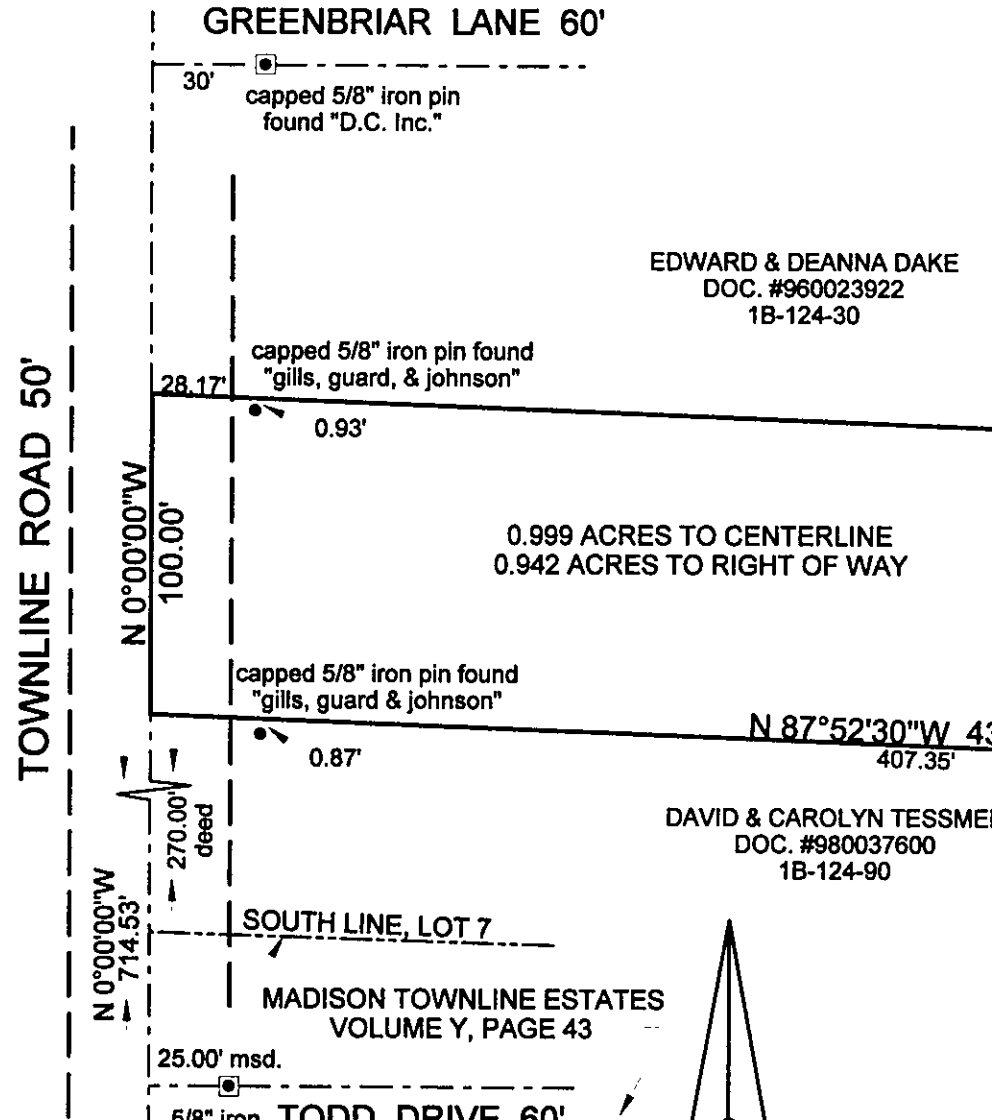 GREENBRIAR LANE 60'
30'
capped 5/8" iron pin
found "D.C. Inc."
EDWARD & DEANNA DAKE
DOC. #960023922
1B-124-30
capped 5/8" iron pin found
"gills, guard, & johnson"
28.17'
0.93'
TOWNLINE ROAD 50'
N 0°00'00"W
100.00'
0.999 ACRES TO CENTERLINE
0.942 ACRES TO RIGHT OF WAY
capped 5/8" iron pin found
"gills, guard & johnson"
0.87'
N 87°52'30"W 43
407.35'
270.00'
deed
DAVID & CAROLYN TESSME
DOC. #980037600
1B-124-90
N 0°00'00"W
714.53'
SOUTH LINE, LOT 7
MADISON TOWNLINE ESTATES
VOLUME Y, PAGE 43
25.00' msd.
5/8" iron
TODD DRIVE 60'